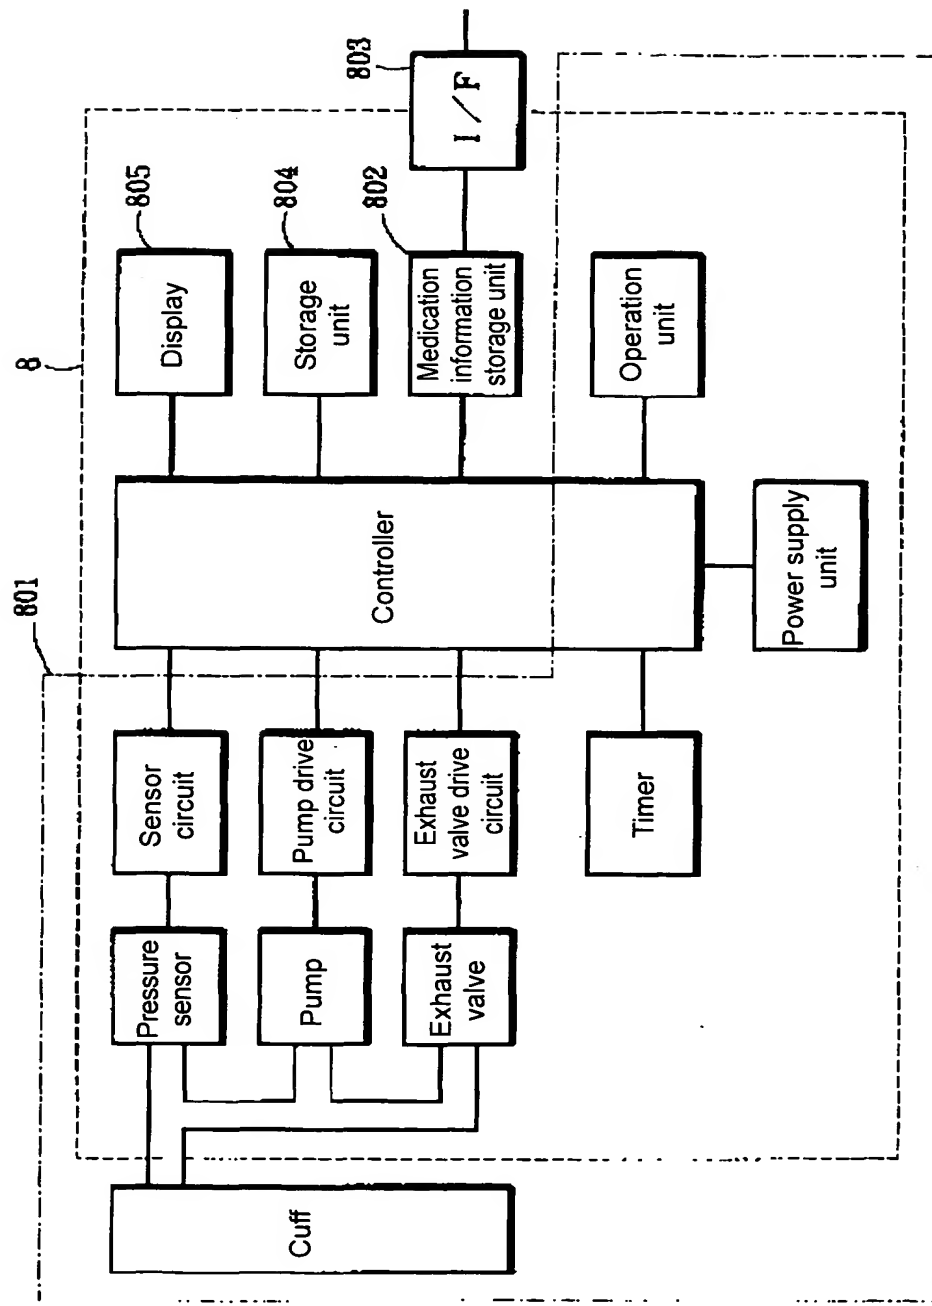 8
801
803
I/F
805
Display
804
Storage
unit
802
Medication
information
storage unit
Operation
unit
Controller
Power supply
unit
Sensor
circuit
Pump drive
circuit
Exhaust
valve drive
circuit
Timer
Pressure
sensor
Pump
Exhaust
valve
Cuff